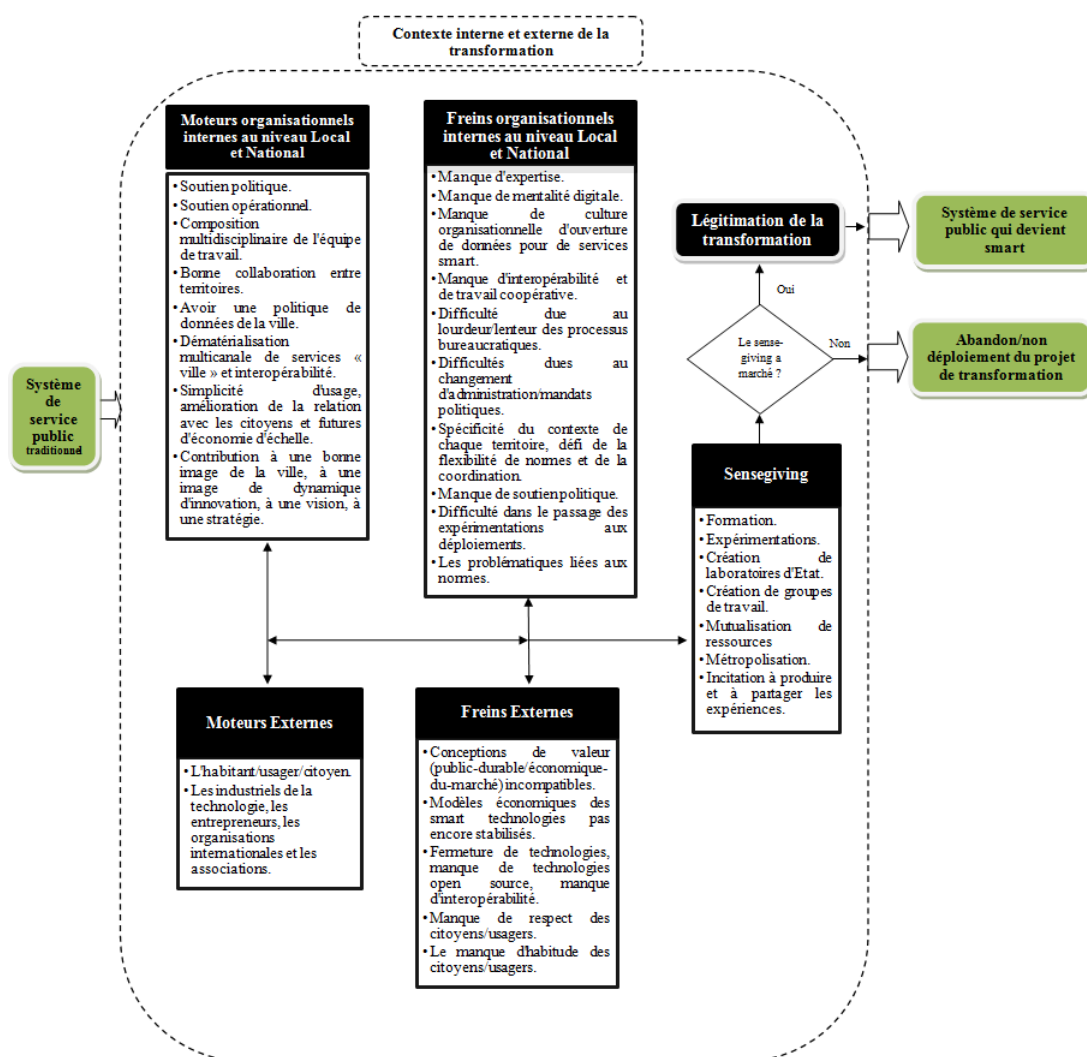 Contexte interne et externe de la
transformation
Système
de
service
public
traditionnel
Moteurs organisationnels
internes au niveau Local
et National
• Soutien politique.
• Soutien opérationnel.
• Composition
multidisciplinaire de l'équipe
de travail.
• Bonne collaboration entre
territoires.
• Avoir une politique de
données de la ville.
• Dématérialisation
multicanale de services «
ville » et interopérabilité.
• Simplicité d'usage,
amélioration de la relation
avec les citoyens et futures
d'économie d'échelle.
• Contribution à une bonne
image de la ville, à une
image de dynamique
d'innovation, à une vision, à
une stratégie.
Freins organisationnels
internes au niveau Local
et National
• Manque d'expertise.
• Manque de mentalité digitale.
• Manque de culture
organisationnelle d'ouverture
de données pour de services
smart.
• Manque d'interopérabilité et
de travail coopérative.
• Difficulté due au
lourdeur/lenteur des processus
bureaucratiques.
• Difficultés dues au
changement
d'administration/mandats
politiques.
• Spécificité du contexte de
chaque territoire, défi de la
flexibilité de normes et de la
coordination.
• Manque de soutien politique.
• Difficulté dans le passage des
expérimentations aux
déploiements.
• Les problématiques liées aux
normes.
Moteurs Externes
• L'habitant/usager/citoyen.
• Les industriels de la
technologie, les
entrepreneurs, les
organisations
internationales et les
associations.
Freins Externes
• Conceptions de valeur
(public-durable/économique-
du-marché) incompatibles.
• Modèles économiques des
smart technologies pas
encore stabilisés.
• Fermeture de technologies,
manque de technologies
open source, manque
d'interopérabilité.
• Manque de respect des
citoyens/usagers.
• Le manque d'habitude des
citoyens/usagers.
Sensegiving
• Formation.
• Expérimentations.
• Création de
laboratoires d'Etat.
• Création de groupes
de travail.
• Mutualisation de
ressources
• Métropolisation.
• Incitation à produire
et à partager les
expériences.
Le sense-
giving a
marché ?
Oui
Non
Légitimation de la
transformation
Système de service
public qui devient
smart
Abandon/non
déploiement du projet
de transformation